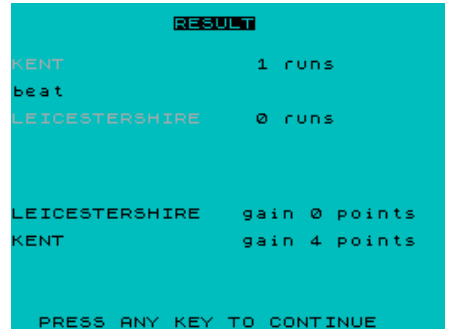 RESULT
KENT 1 runs
beat
LEICESTERSHIRE 0 runs
LEICESTERSHIRE gain 0 points
KENT gain 4 points
PRESS ANY KEY TO CONTINUE